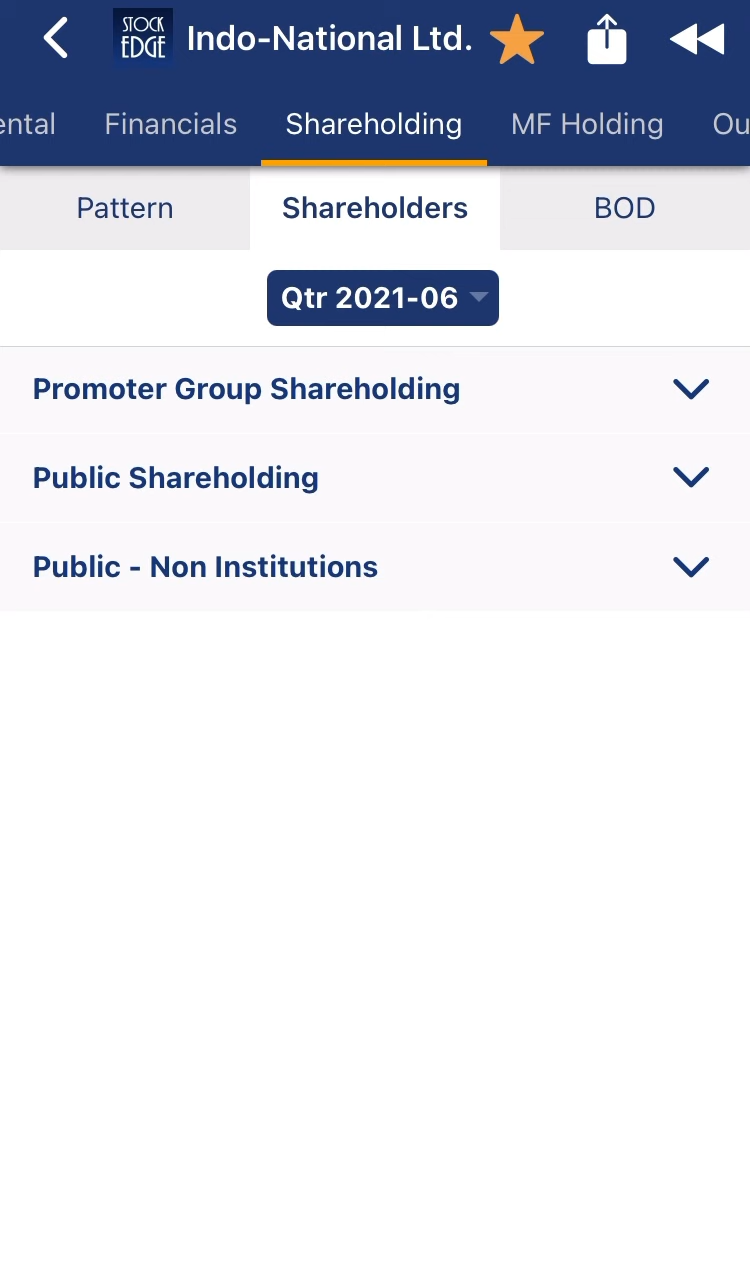 STOCK
EDGE
Indo-National Ltd.
ental Financials Shareholding MF Holding Ou
Pattern Shareholders BOD
Qtr 2021-06
Promoter Group Shareholding
Public Shareholding
Public - Non Institutions